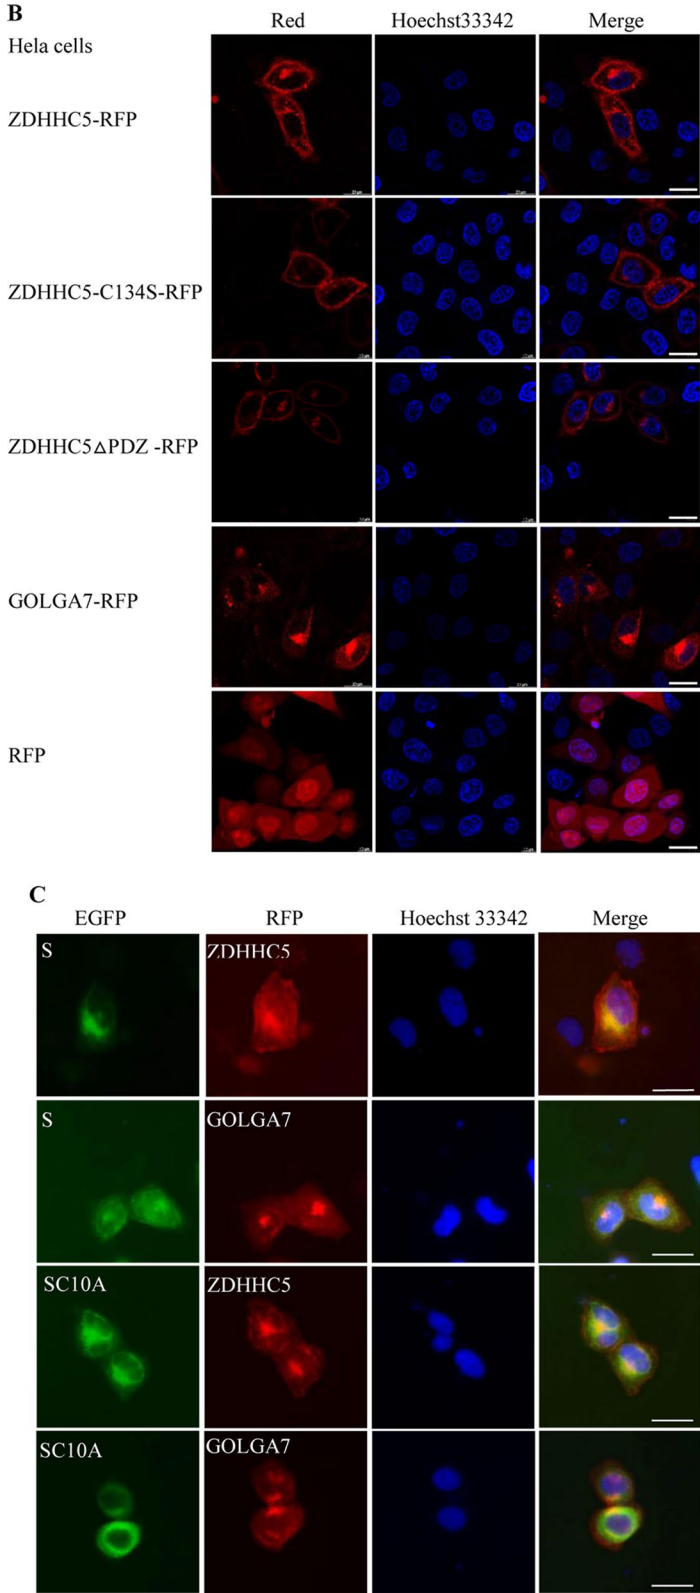 B
Red Hoechst33342 Merge
Hela cells
ZDHHC5-RFP
ZDHHC5-C134S-RFP
ZDHHC5△PDZ -RFP
GOLGA7-RFP
RFP
C
EGFP RFP Hoechst 33342 Merge
S ZDHHC5
S GOLGA7
SC10A ZDHHC5
SC10A GOLGA7